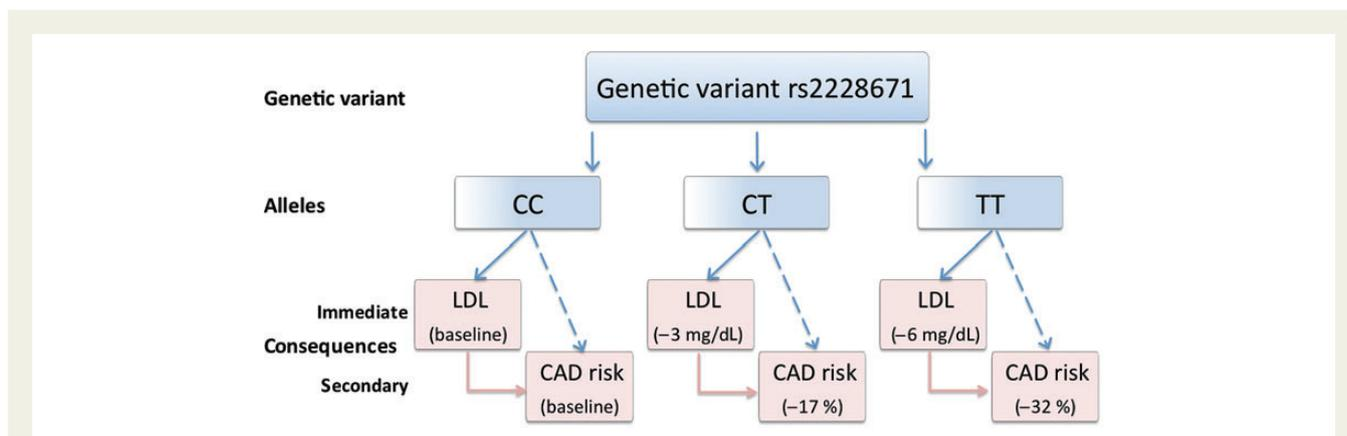 Genetic variant
Genetic variant rs2228671
Alleles
CC
CT
TT
Immediate
Consequences
Secondary
LDL
(baseline)
CAD risk
(baseline)
LDL
(−3 mg/dL)
CAD risk
(−17 %)
LDL
(−6 mg/dL)
CAD risk
(−32 %)